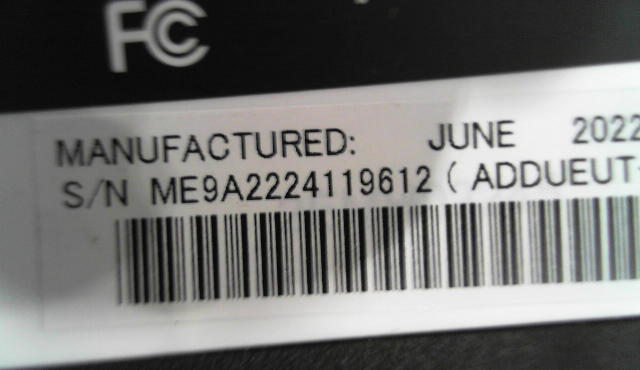 FC
MANUFACTURED: JUNE 2022
S/N ME9A2224119612 ( ADDUEUT-